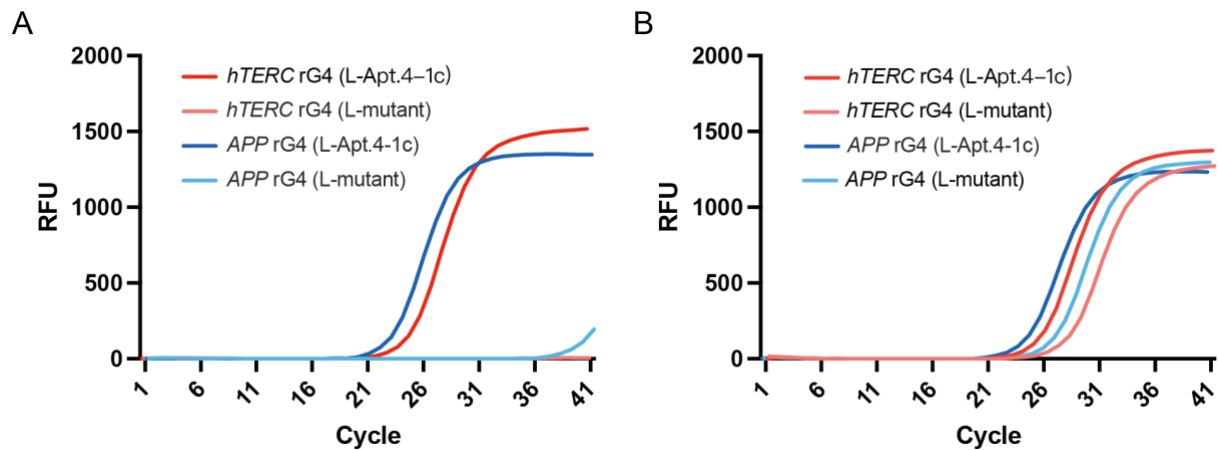 A
2000
1500
1000
500
0
RFU
hTERC rG4 (L-Apt.4–1c)
hTERC rG4 (L-mutant)
APP rG4 (L-Apt.4-1c)
APP rG4 (L-mutant)
1 6 11 16 21 26 31 36 41
Cycle
B
2000
1500
1000
500
0
RFU
hTERC rG4 (L-Apt.4–1c)
hTERC rG4 (L-mutant)
APP rG4 (L-Apt.4-1c)
APP rG4 (L-mutant)
1 6 11 16 21 26 31 36 41
Cycle